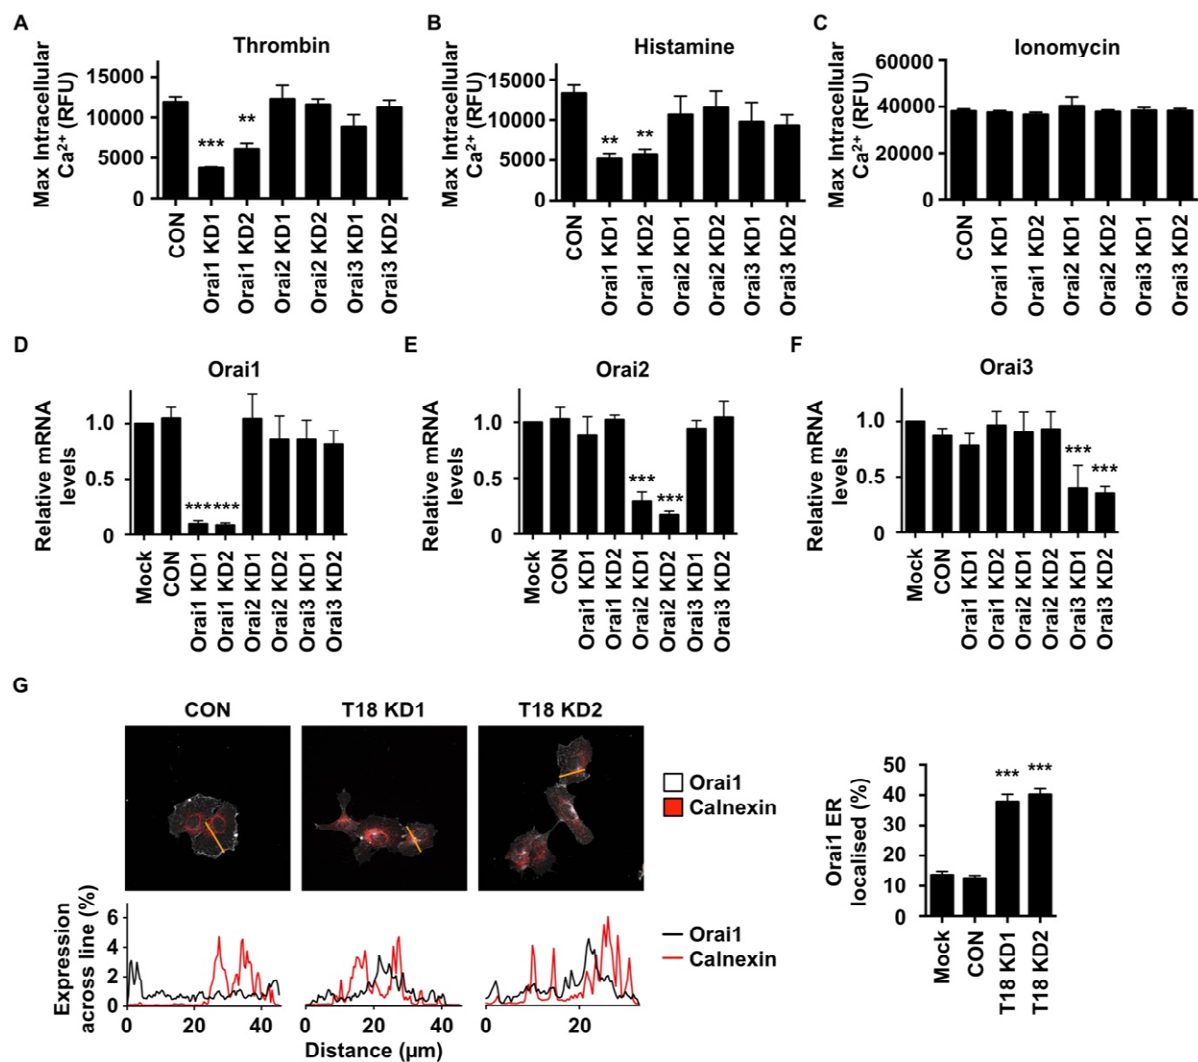 A
Thrombin
Max Intracellular
Ca²⁺ (RFU)
15000
10000
5000
0
***
**
CON
Orai1 KD1
Orai1 KD2
Orai2 KD1
Orai2 KD2
Orai3 KD1
Orai3 KD2
B
Histamine
Max Intracellular
Ca²⁺ (RFU)
15000
10000
5000
0
**
**
CON
Orai1 KD1
Orai1 KD2
Orai2 KD1
Orai2 KD2
Orai3 KD1
Orai3 KD2
C
Ionomycin
Max Intracellular
Ca²⁺ (RFU)
60000
40000
20000
0
CON
Orai1 KD1
Orai1 KD2
Orai2 KD1
Orai2 KD2
Orai3 KD1
Orai3 KD2
D
Orai1
Relative mRNA
levels
1.0
0.5
0
******
Mock
CON
Orai1 KD1
Orai1 KD2
Orai2 KD1
Orai2 KD2
Orai3 KD1
Orai3 KD2
E
Orai2
Relative mRNA
levels
1.0
0.5
0
***
***
Mock
CON
Orai1 KD1
Orai1 KD2
Orai2 KD1
Orai2 KD2
Orai3 KD1
Orai3 KD2
F
Orai3
Relative mRNA
levels
1.0
0.5
0
***
***
Mock
CON
Orai1 KD1
Orai1 KD2
Orai2 KD1
Orai2 KD2
Orai3 KD1
Orai3 KD2
G
CON
T18 KD1
T18 KD2
Orai1
Calnexin
Expression
across line (%)
6
4
2
0
0 20 40
0 20 40
0 20
Distance (µm)
Orai1
Calnexin
Orai1 ER
localised (%)
50
40
30
20
10
0
***
***
Mock
CON
T18 KD1
T18 KD2